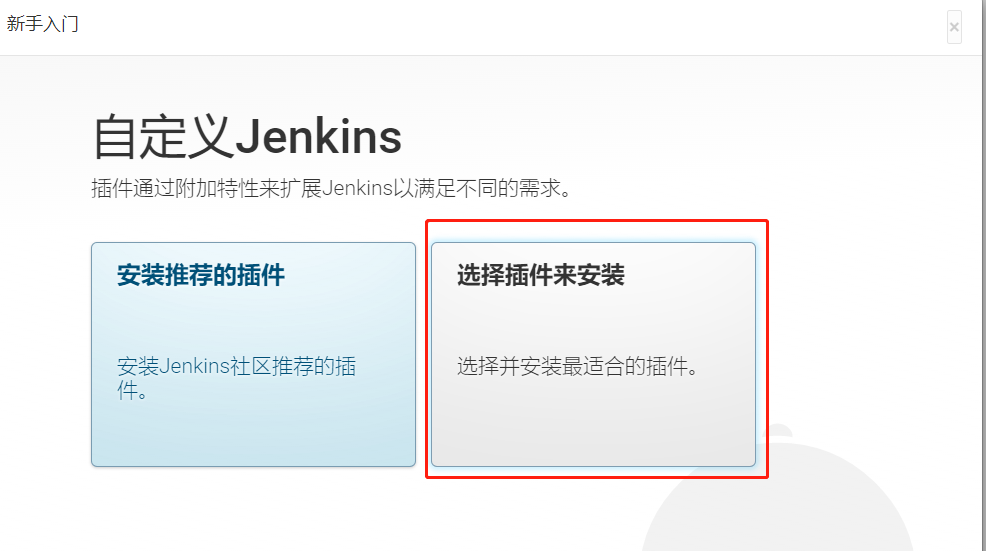 新手入门
×
自定义Jenkins
插件通过附加特性来扩展Jenkins以满足不同的需求。
安装推荐的插件
安装Jenkins社区推荐的插
件。
选择插件来安装
选择并安装最适合的插件。